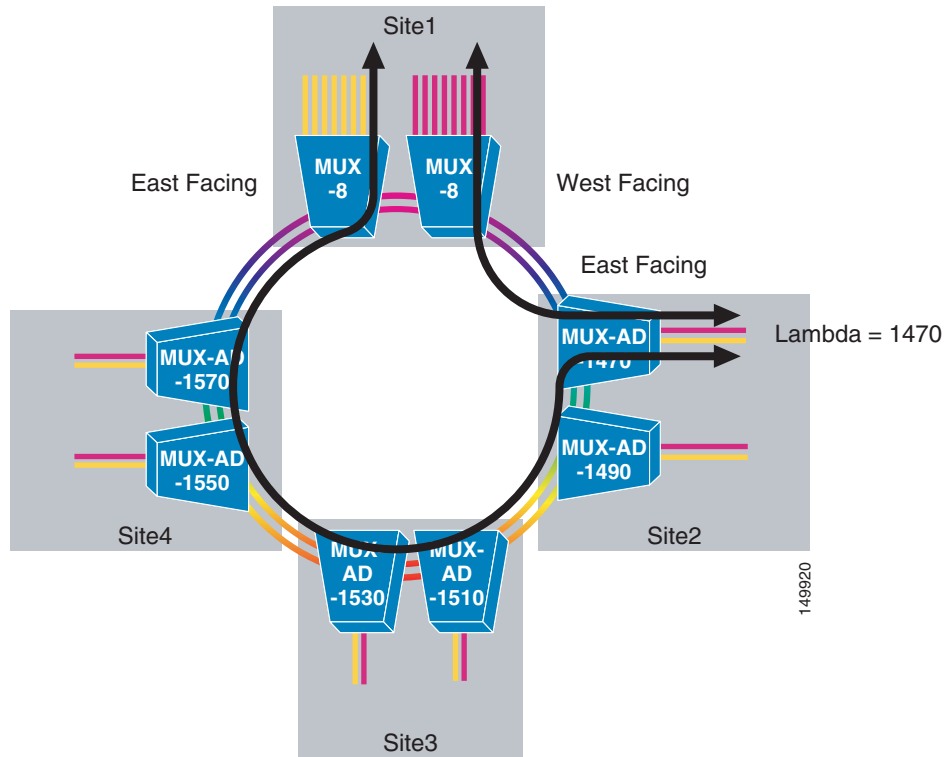 Site1
MUX
-8
MUX
-8
East Facing
West Facing
East Facing
MUX-AD
-1470
Lambda = 1470
MUX-AD
-1570
MUX-AD
-1550
MUX-AD
-1490
Site4
Site2
MUX-
AD
-1530
MUX-
AD
-1510
Site3
149920